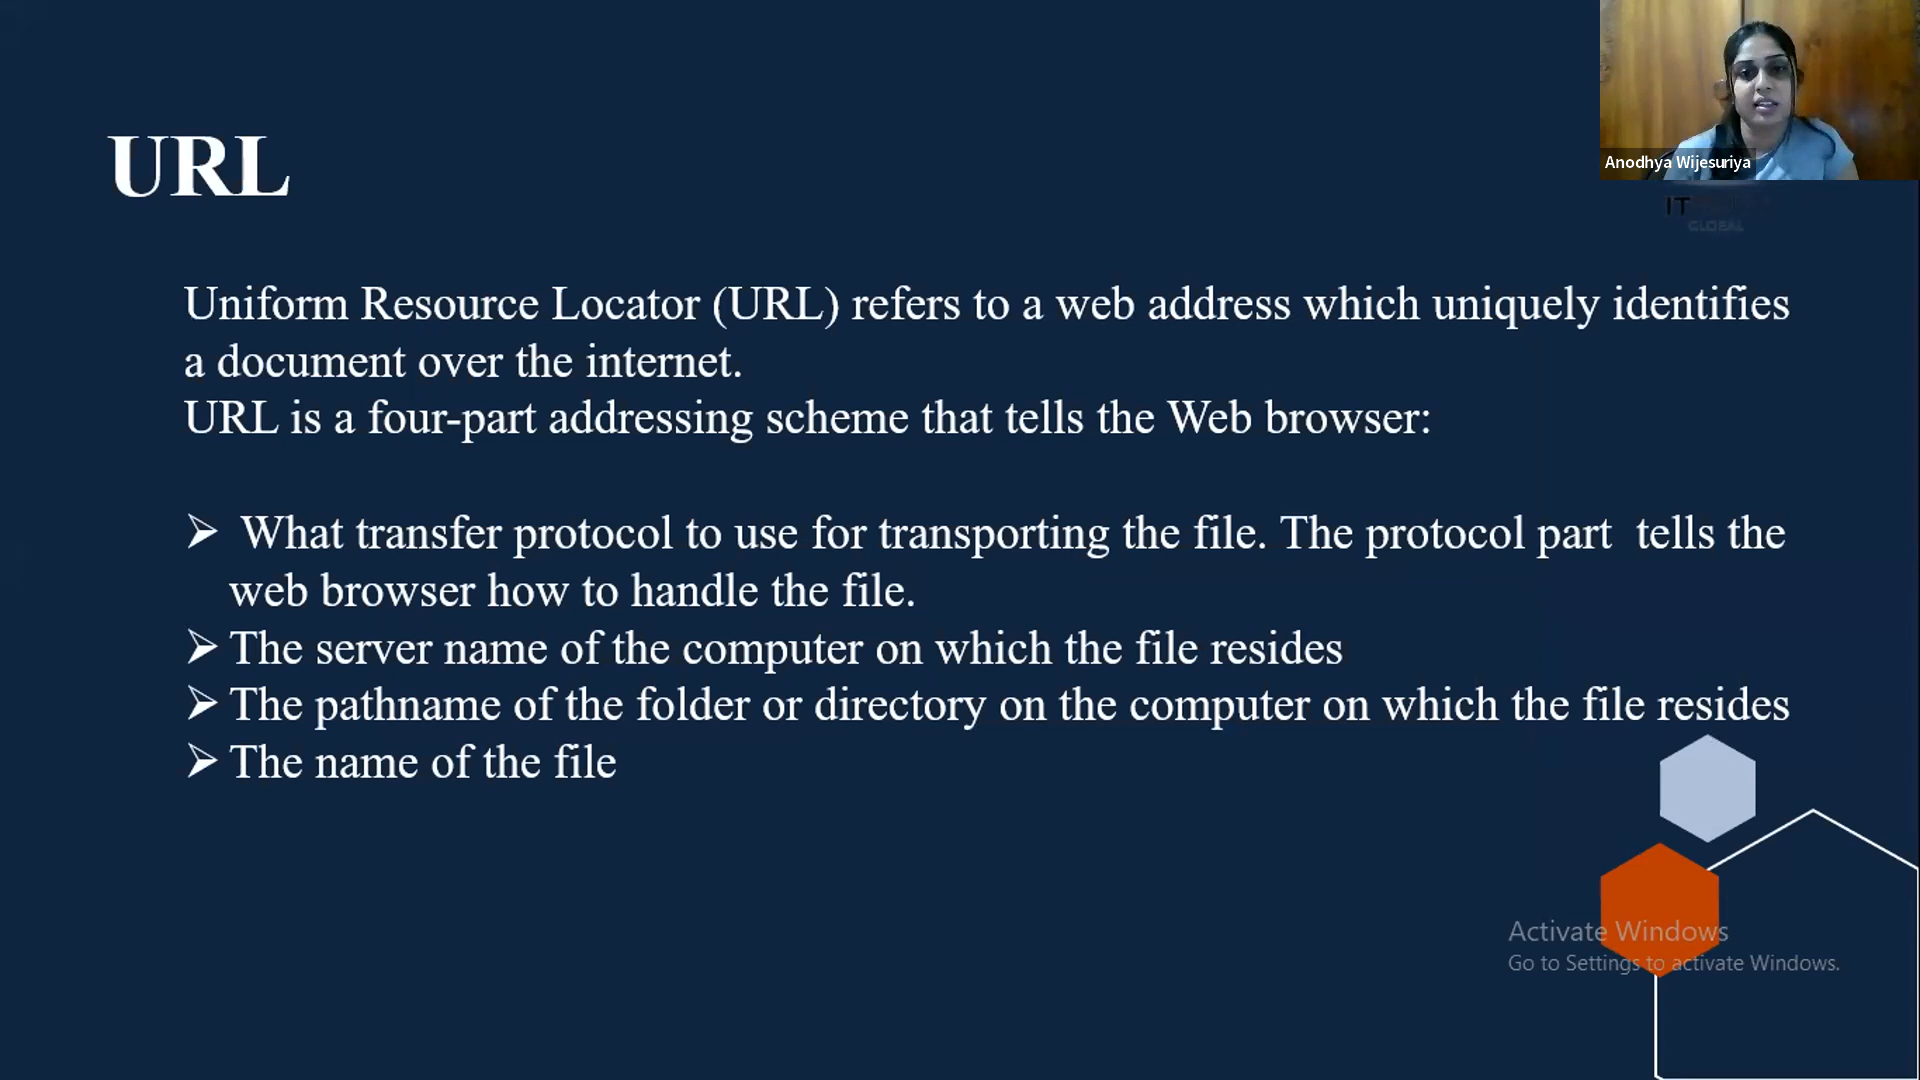 URL
Anodhya Wijesuriya
IT
GLOBAL
Uniform Resource Locator (URL) refers to a web address which uniquely identifies
a document over the internet.
URL is a four-part addressing scheme that tells the Web browser:
➢ What transfer protocol to use for transporting the file. The protocol part tells the
web browser how to handle the file.
➢ The server name of the computer on which the file resides
➢ The pathname of the folder or directory on the computer on which the file resides
➢ The name of the file
Activate Windows
Go to Settings to activate Windows.